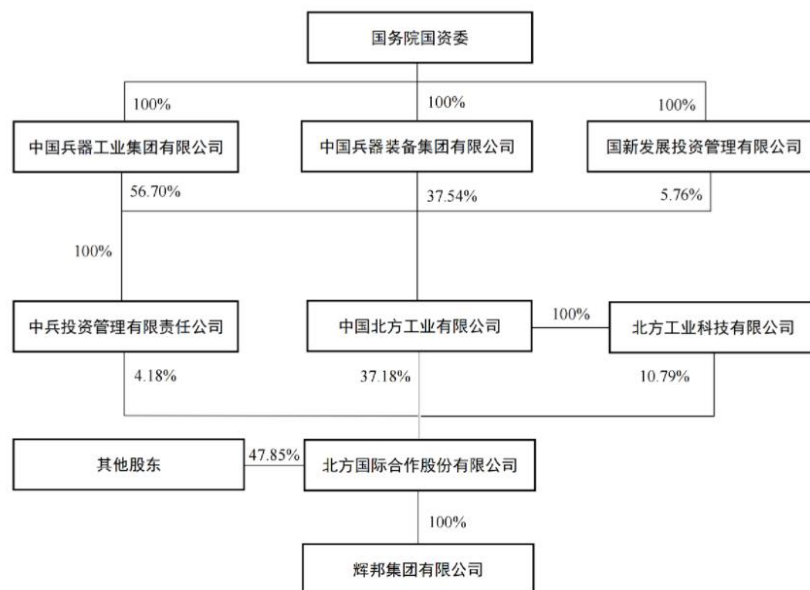 国务院国资委
100%
100%
100%
中国兵器工业集团有限公司
中国兵器装备集团有限公司
国新发展投资管理有限公司
56.70%
37.54%
5.76%
100%
中兵投资管理有限责任公司
中国北方工业有限公司
100%
北方工业科技有限公司
4.18%
37.18%
10.79%
其他股东
47.85%
北方国际合作股份有限公司
100%
辉邦集团有限公司